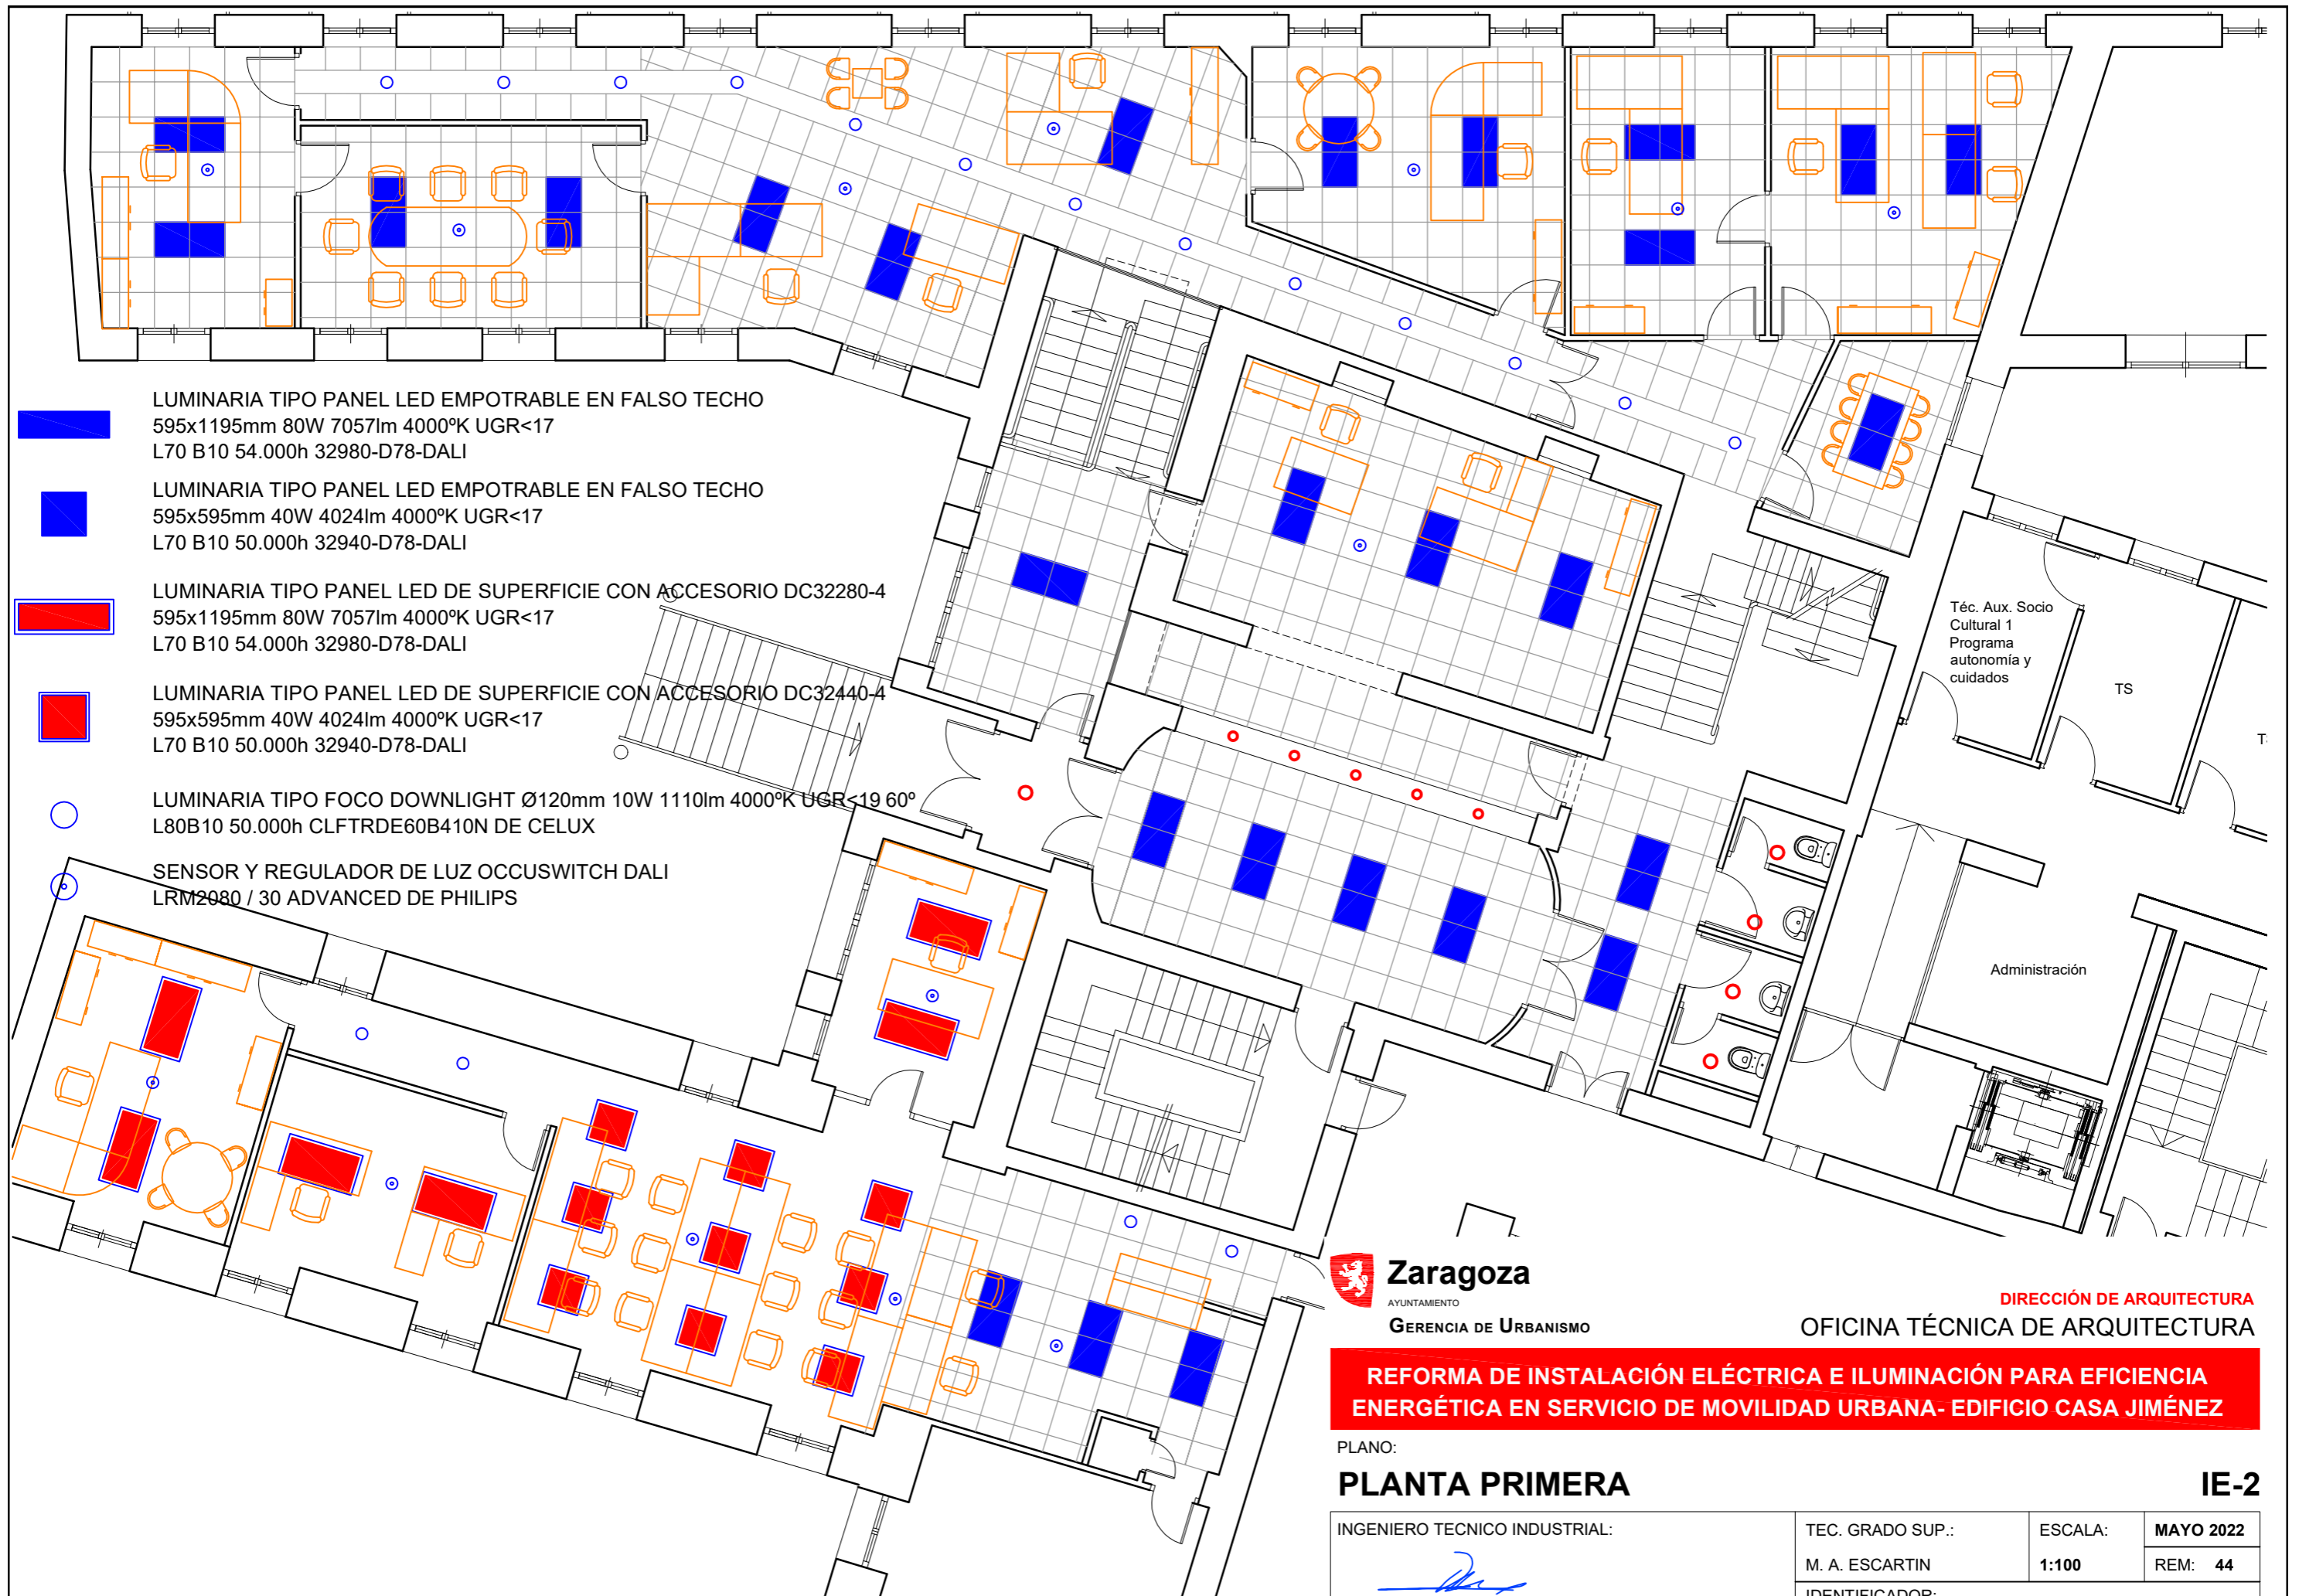 LUMINARIA TIPO PANEL LED EMPOTRABLE EN FALSO TECHO
595x1195mm 80W 7057lm 4000ºK UGR<17
L70 B10 54.000h 32980-D78-DALI
LUMINARIA TIPO PANEL LED EMPOTRABLE EN FALSO TECHO
595x595mm 40W 4024lm 4000ºK UGR<17
L70 B10 50.000h 32940-D78-DALI
LUMINARIA TIPO PANEL LED DE SUPERFICIE CON ACCESORIO DC32280-4
595x1195mm 80W 7057lm 4000ºK UGR<17
L70 B10 54.000h 32980-D78-DALI
LUMINARIA TIPO PANEL LED DE SUPERFICIE CON ACCESORIO DC32440-4
595x595mm 40W 4024lm 4000ºK UGR<17
L70 B10 50.000h 32940-D78-DALI
LUMINARIA TIPO FOCO DOWNLIGHT Ø120mm 10W 1110lm 4000ºK UGR<19 60º
L80B10 50.000h CLFTRDE60B410N DE CELUX
SENSOR Y REGULADOR DE LUZ OCCUSWITCH DALI
LRM2080 / 30 ADVANCED DE PHILIPS
Téc. Aux. Socio
Cultural 1
Programa
autonomía y
cuidados
TS
Administración
Zaragoza
AYUNTAMIENTO
GERENCIA DE URBANISMO
DIRECCIÓN DE ARQUITECTURA
OFICINA TÉCNICA DE ARQUITECTURA
REFORMA DE INSTALACIÓN ELÉCTRICA E ILUMINACIÓN PARA EFICIENCIA
ENERGÉTICA EN SERVICIO DE MOVILIDAD URBANA- EDIFICIO CASA JIMÉNEZ
PLANO:
PLANTA PRIMERA IE-2
INGENIERO TECNICO INDUSTRIAL:
TEC. GRADO SUP.:
M. A. ESCARTIN
ESCALA:
1:100
MAYO 2022
REM: 44
IDENTIFICADOR: